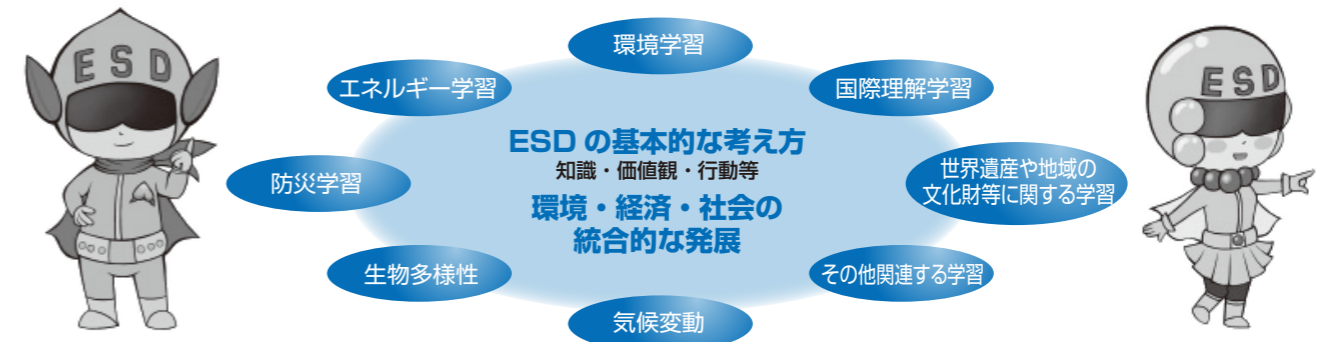 ESD
環境学習
エネルギー学習
国際理解学習
ESD
ESD の基本的な考え方
知識・価値観・行動等
防災学習
世界遺産や地域の
文化財等に関する学習
環境・経済・社会の
統合的な発展
生物多様性
その他関連する学習
気候変動